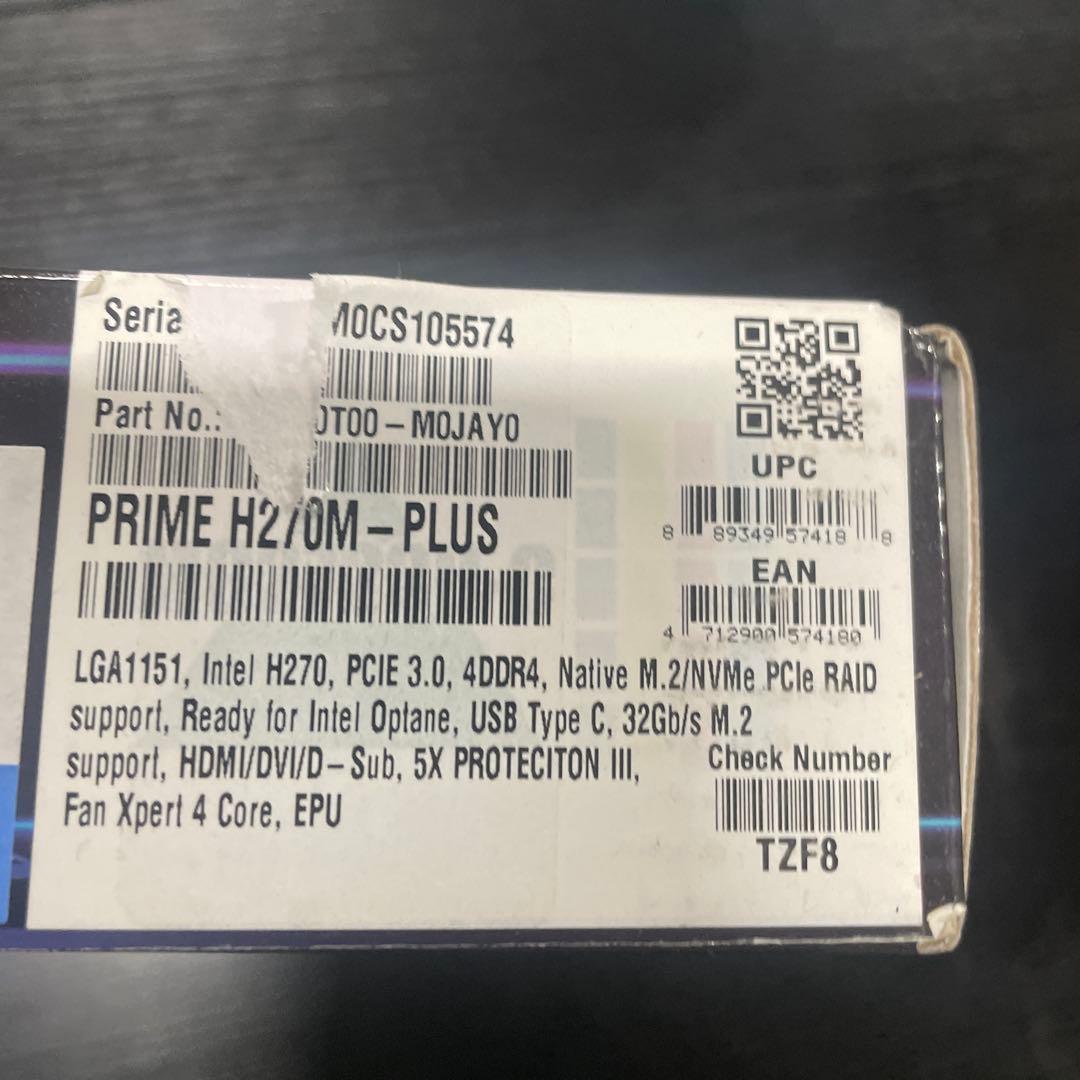 Seria M0CS105574
Part No.: 0T00-M0JAY0
PRIME H270M-PLUS
LGA1151, Intel H270, PCIE 3.0, 4DDR4, Native M.2/NVMe PCIe RAID
support, Ready for Intel Optane, USB Type C, 32Gb/s M.2
support, HDMI/DVI/D-Sub, 5X PROTECITON III,
Fan Xpert 4 Core, EPU
UPC
8 89349 57418 8
EAN
4 712900 574180
Check Number
TZF8